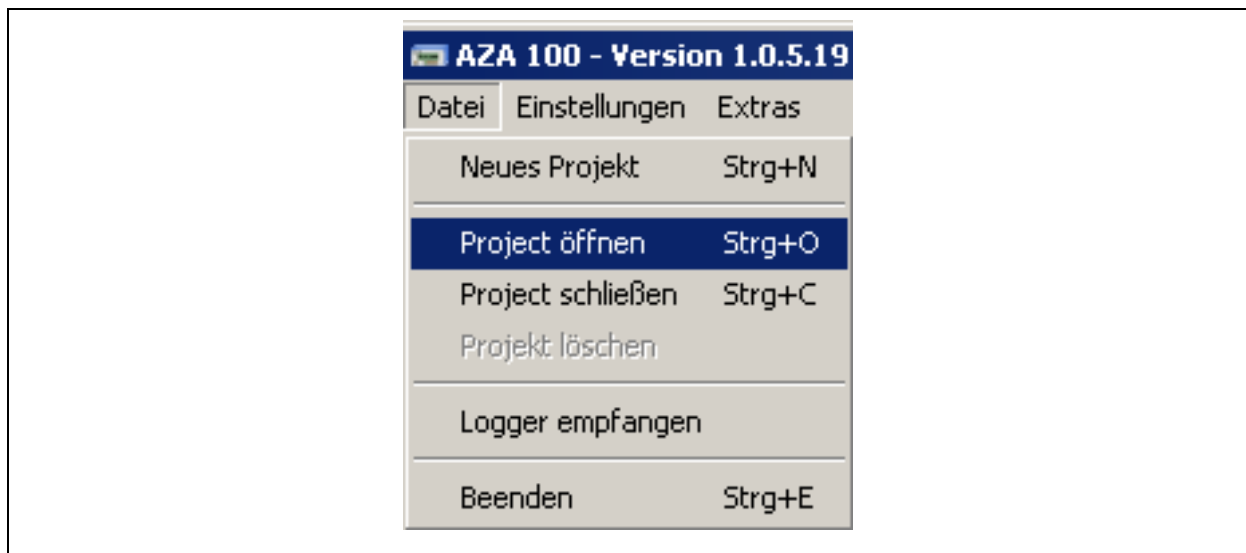 AZA 100 - Version 1.0.5.19
Datei Einstellungen Extras
Neues Projekt Strg+N
Project öffnen Strg+O
Project schließen Strg+C
Projekt löschen
Logger empfangen
Beenden Strg+E